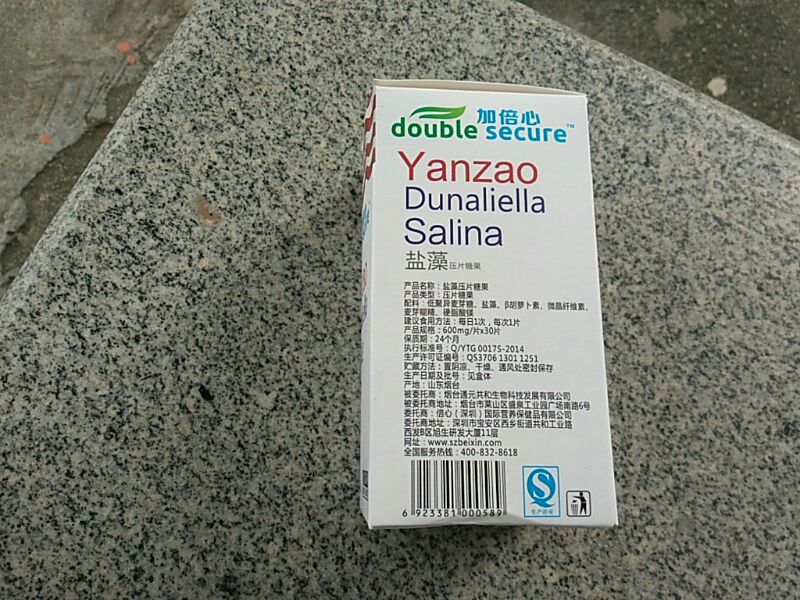 加倍心
double secure™
Yanzao
Dunaliella
Salina
盐藻压片糖果
产品名称：盐藻压片糖果
产品类型：压片糖果
配料：低聚异麦芽糖、盐藻、β胡萝卜素、微晶纤维素、
麦芽糊精、硬脂酸镁
建议食用方法：每日1次，每次1片
产品规格：600mg/片x30片
保质期：24个月
执行标准号：Q/YTG 0017S-2014
生产许可证编号：QS3706 1301 1251
贮藏方法：置阴凉、干燥、通风处密封保存
生产日期及批号：见盒体
产地：山东烟台
被委托商：烟台通元共和生物科技发展有限公司
被委托商地址：烟台市莱山区盛泉工业园广场南路6号
委托商：倍心（深圳）国际营养保健品有限公司
委托商地址：深圳市宝安区西乡街道共和工业路
西发B区旭生研发大厦11层
网址：www.szbeixin.com
全国服务热线：400-832-8618
6 923381 000589
生产许可